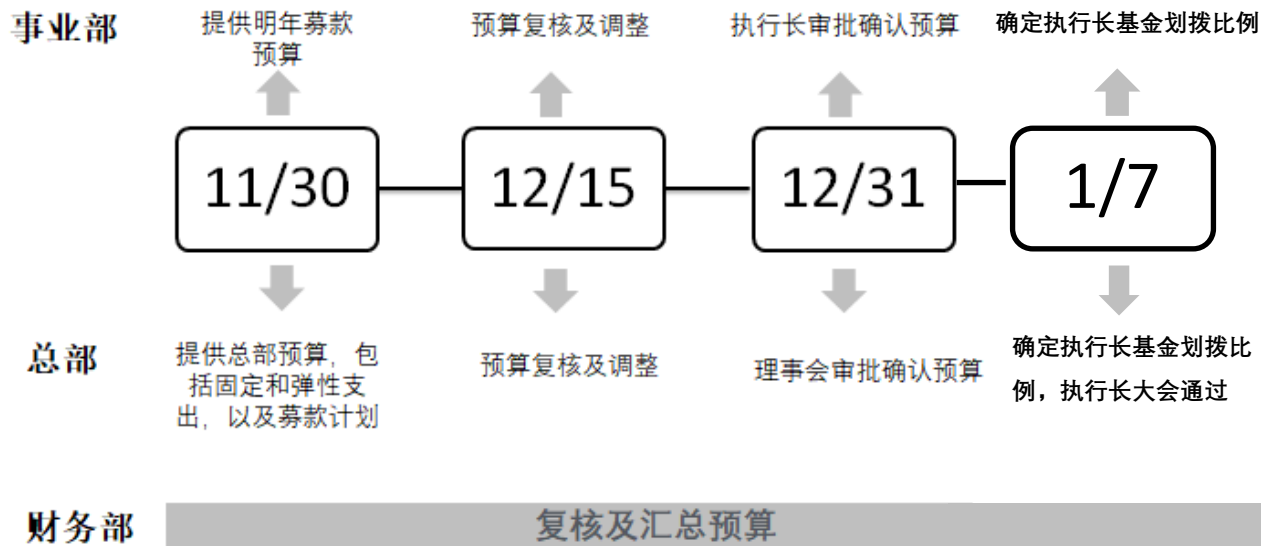 事业部
提供明年募款
预算
预算复核及调整
执行长审批确认预算
确定执行长基金划拨比例
11/30
12/15
12/31
1/7
总部
提供总部预算，包
括固定和弹性支
出，以及募款计划
预算复核及调整
理事会审批确认预算
确定执行长基金划拨比
例，执行长大会通过
财务部
复核及汇总预算